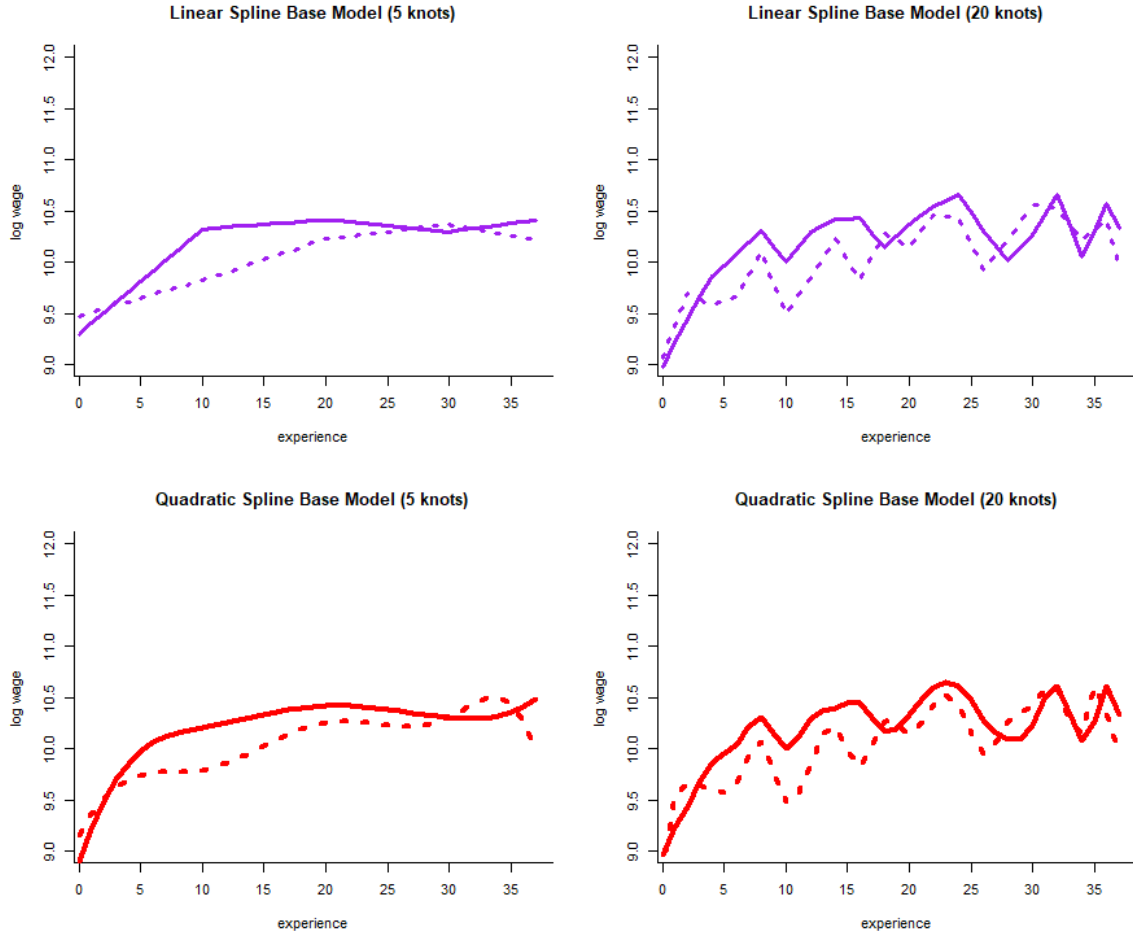 Linear Spline Base Model (5 knots)
12.0
11.5
11.0
10.5
10.0
9.5
9.0
log wage
0 5 10 15 20 25 30 35
experience
Linear Spline Base Model (20 knots)
12.0
11.5
11.0
10.5
10.0
9.5
9.0
log wage
0 5 10 15 20 25 30 35
experience
Quadratic Spline Base Model (5 knots)
12.0
11.5
11.0
10.5
10.0
9.5
9.0
log wage
0 5 10 15 20 25 30 35
experience
Quadratic Spline Base Model (20 knots)
12.0
11.5
11.0
10.5
10.0
9.5
9.0
log wage
0 5 10 15 20 25 30 35
experience